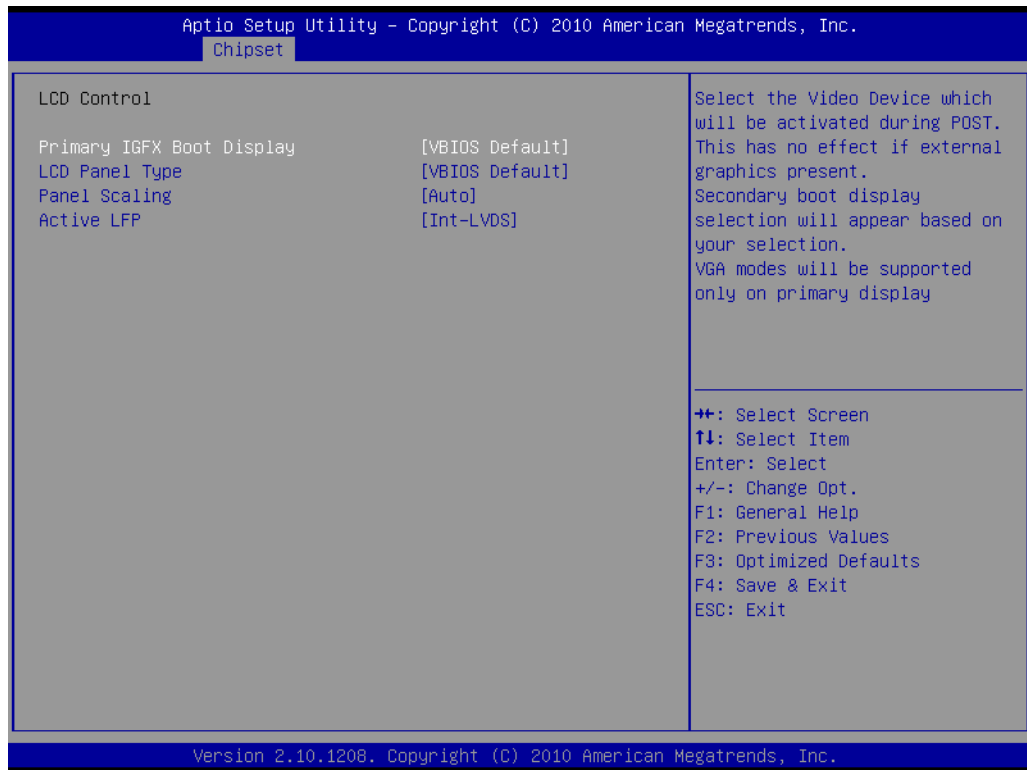 Aptio Setup Utility – Copyright (C) 2010 American Megatrends, Inc.
Chipset
LCD Control
Primary IGFX Boot Display [VBIOS Default]
LCD Panel Type [VBIOS Default]
Panel Scaling [Auto]
Active LFP [Int-LVDS]
Select the Video Device which
will be activated during POST.
This has no effect if external
graphics present.
Secondary boot display
selection will appear based on
your selection.
VGA modes will be supported
only on primary display
→←: Select Screen
↑↓: Select Item
Enter: Select
+/-: Change Opt.
F1: General Help
F2: Previous Values
F3: Optimized Defaults
F4: Save & Exit
ESC: Exit
Version 2.10.1208. Copyright (C) 2010 American Megatrends, Inc.